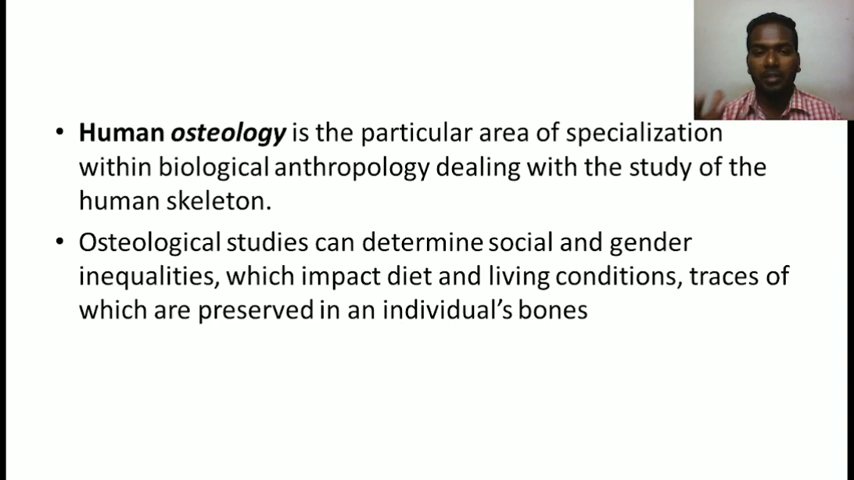 • Human osteology is the particular area of specialization
within biological anthropology dealing with the study of the
human skeleton.
• Osteological studies can determine social and gender
inequalities, which impact diet and living conditions, traces of
which are preserved in an individual’s bones